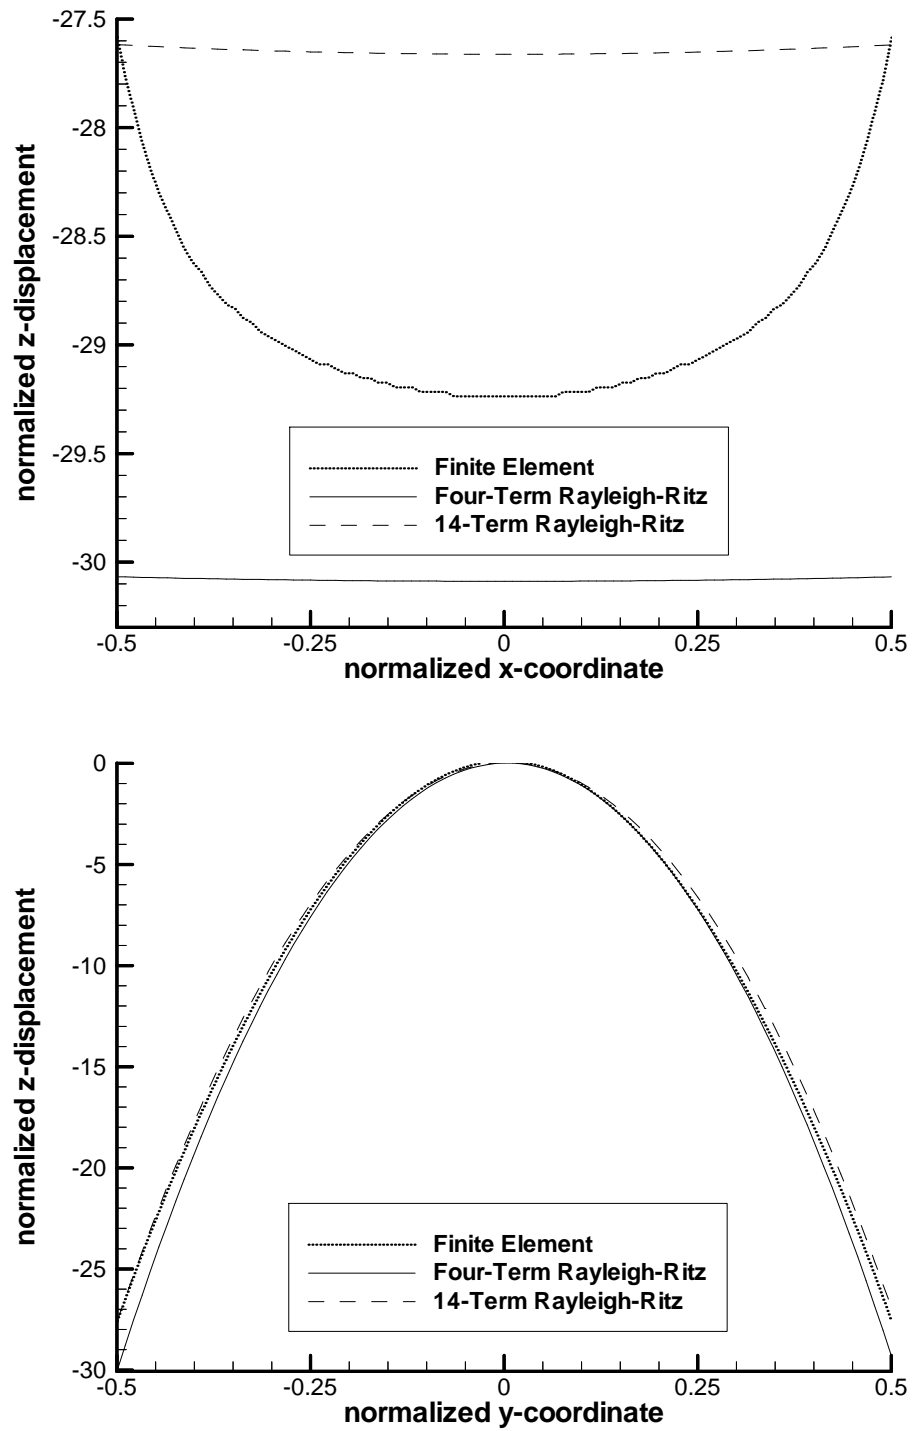 -27.5
-28
-28.5
-29
-29.5
-30
normalized z-displacement
Finite Element
Four-Term Rayleigh-Ritz
14-Term Rayleigh-Ritz
-0.5 -0.25 0 0.25 0.5
normalized x-coordinate
0
-5
-10
-15
-20
-25
-30
normalized z-displacement
Finite Element
Four-Term Rayleigh-Ritz
14-Term Rayleigh-Ritz
-0.5 -0.25 0 0.25 0.5
normalized y-coordinate